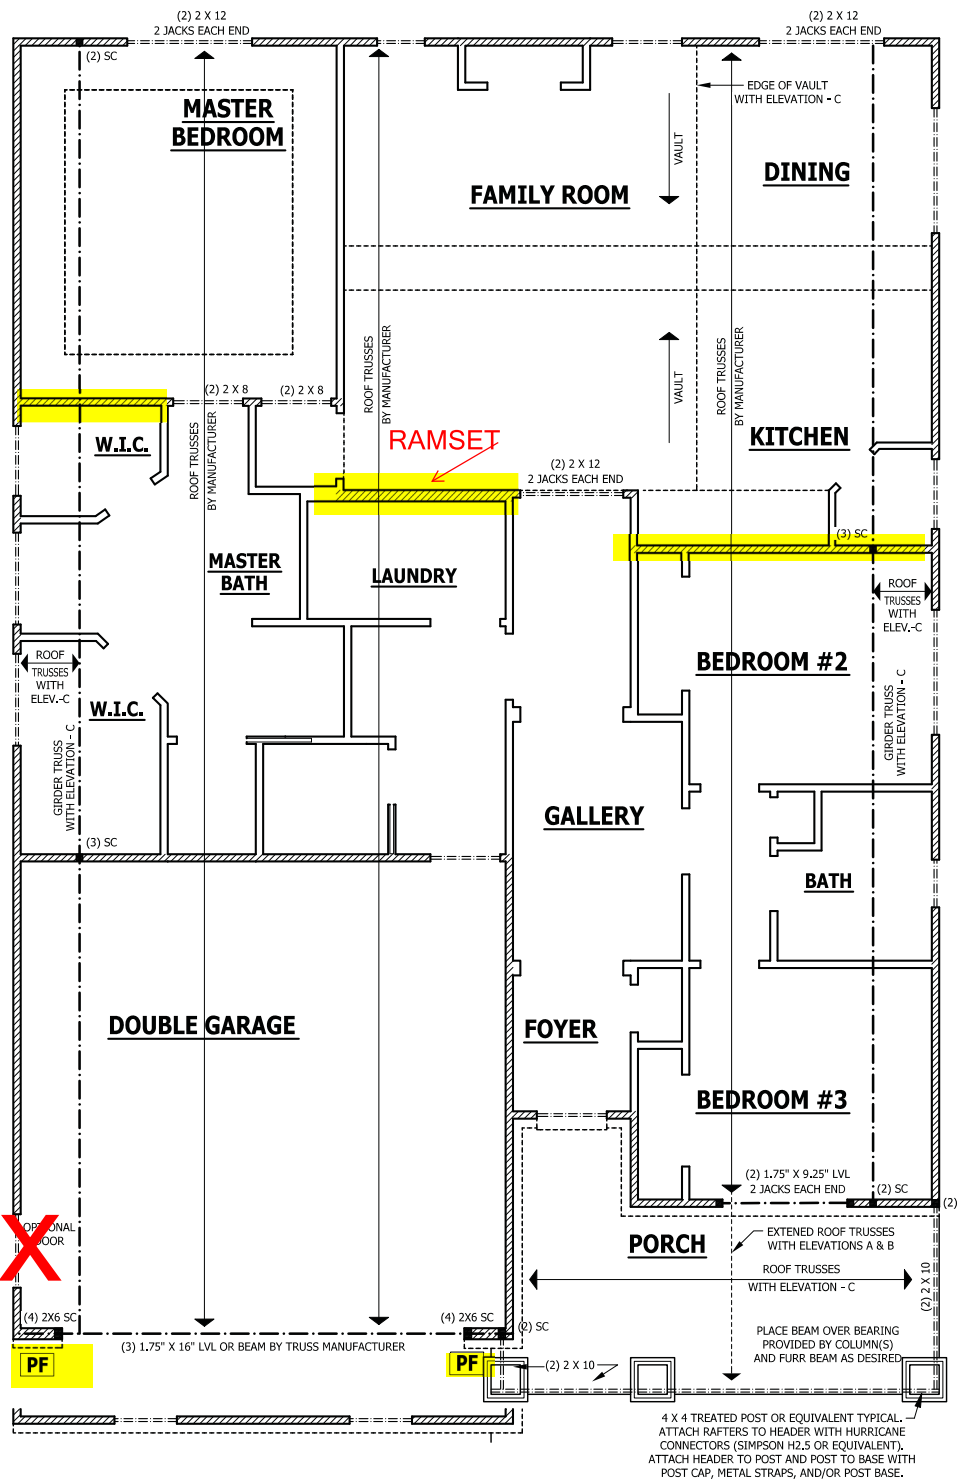 (2) 2 X 12
2 JACKS EACH END
(2) 2 X 12
2 JACKS EACH END
(2) SC
MASTER
BEDROOM
EDGE OF VAULT
WITH ELEVATION - C
VAULT
DINING
FAMILY ROOM
ROOF TRUSSES
BY MANUFACTURER
ROOF TRUSSES
BY MANUFACTURER
VAULT
(2) 2 X 8
(2) 2 X 8
W.I.C.
ROOF TRUSSES
BY MANUFACTURER
RAMSET
KITCHEN
(2) 2 X 12
2 JACKS EACH END
(3) SC
MASTER
BATH
LAUNDRY
ROOF
TRUSSES
WITH
ELEV.-C
ROOF
TRUSSES
WITH
ELEV.-C
BEDROOM #2
W.I.C.
GIRDER TRUSS
WITH ELEVATION - C
GIRDER TRUSS
WITH ELEVATION - C
GALLERY
(3) SC
BATH
DOUBLE GARAGE
FOYER
BEDROOM #3
(2) 1.75" X 9.25" LVL
2 JACKS EACH END
(2) SC
(2)
OPTIONAL
DOOR
X
PORCH
EXTENED ROOF TRUSSES
WITH ELEVATIONS A & B
ROOF TRUSSES
WITH ELEVATION - C
(2) 2 X 10
(4) 2X6 SC
(4) 2X6 SC
(2) SC
(3) 1.75" X 16" LVL OR BEAM BY TRUSS MANUFACTURER
PLACE BEAM OVER BEARING
PROVIDED BY COLUMN(S)
AND FURR BEAM AS DESIRED
PF
PF
(2) 2 X 10
4 X 4 TREATED POST OR EQUIVALENT TYPICAL.
ATTACH RAFTERS TO HEADER WITH HURRICANE
CONNECTORS (SIMPSON H2.5 OR EQUIVALENT).
ATTACH HEADER TO POST AND POST TO BASE WITH
POST CAP, METAL STRAPS, AND/OR POST BASE.